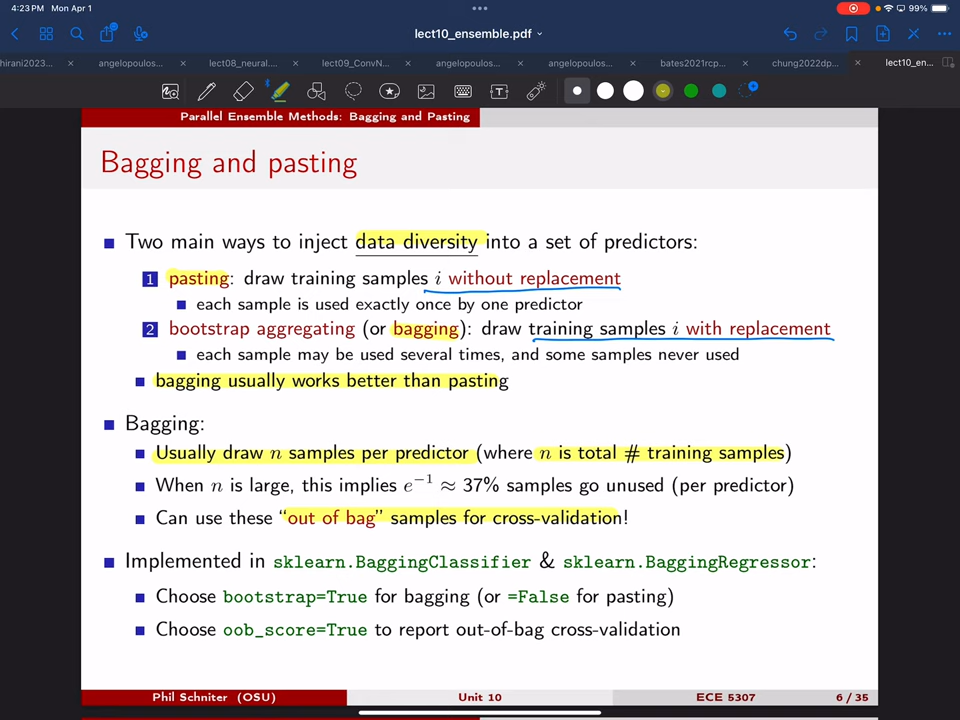 4:23 PM Mon Apr 1
99%
lect10_ensemble.pdf
hirani2023...
angelopoulos...
lect08_neural....
lect09_ConvN...
angelopoulos...
angelopoulos...
bates2021rcp...
chung2022dp...
lect10_en...
Parallel Ensemble Methods: Bagging and Pasting
Bagging and pasting
Two main ways to inject data diversity into a set of predictors:
1 pasting: draw training samples i without replacement
each sample is used exactly once by one predictor
2 bootstrap aggregating (or bagging): draw training samples i with replacement
each sample may be used several times, and some samples never used
bagging usually works better than pasting
Bagging:
Usually draw n samples per predictor (where n is total # training samples)
When n is large, this implies e⁻¹ ≈ 37% samples go unused (per predictor)
Can use these “out of bag” samples for cross-validation!
Implemented in sklearn.BaggingClassifier & sklearn.BaggingRegressor:
Choose bootstrap=True for bagging (or =False for pasting)
Choose oob_score=True to report out-of-bag cross-validation
Phil Schniter (OSU) Unit 10 ECE 5307 6 / 35